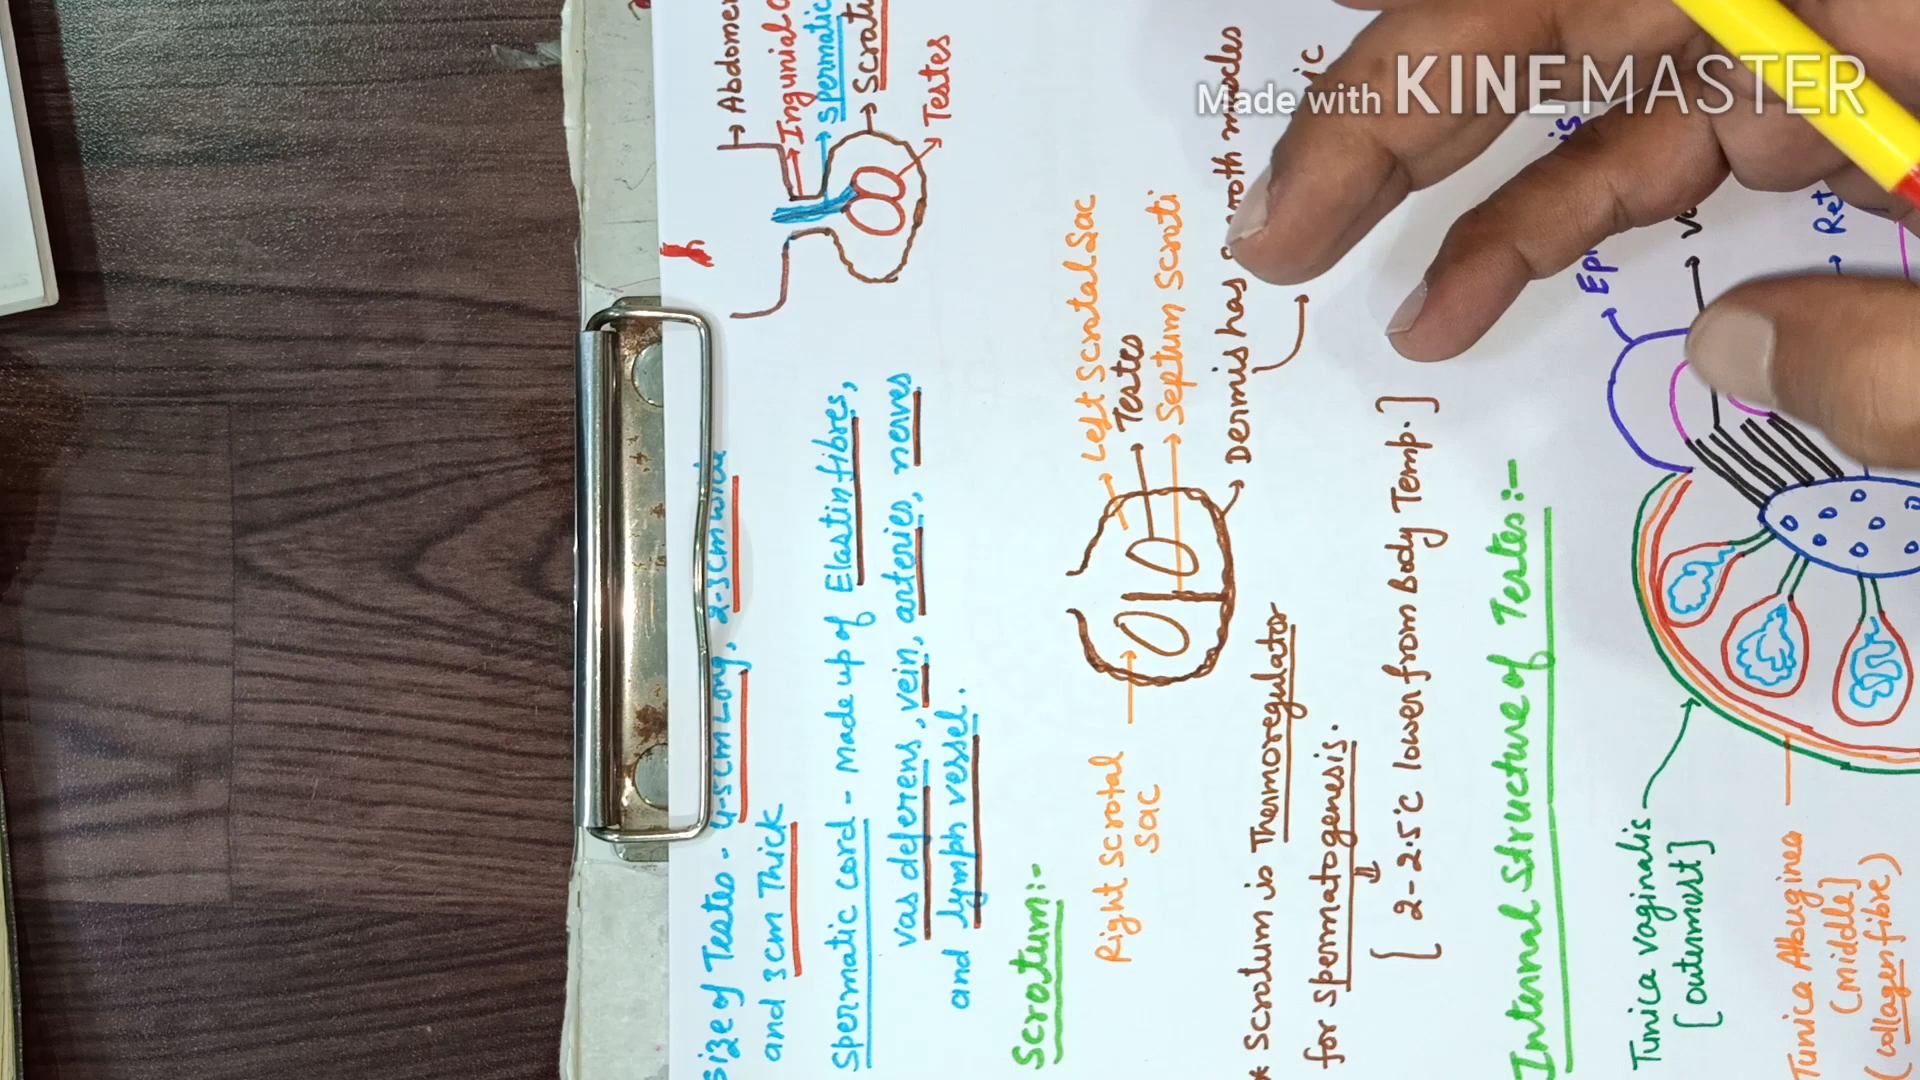 Abdomen
Ingunial
Spermatic
Testes
size of Testes - 4-5cm Long, 2-3cm wide
and 3cm Thick
Spermatic cord - made up of Elastin fibres,
vas deferens, vein, arteries, nerves
and lymph vessel.
Scrotum:-
Left Scrotal Sac
Testes
Septum Scroti
Right Scrotal
Sac
Dermis has smooth mucles
* Scrotum is Thermoregulator
for spermatogenesis.
[ 2-2.5°C lower from Body Temp. ]
Internal structure of Testes:-
Tunica vaginalis
[outermost]
Tunica Albuginea
(middle]
(collagen fibre)
Made with KINEMASTER